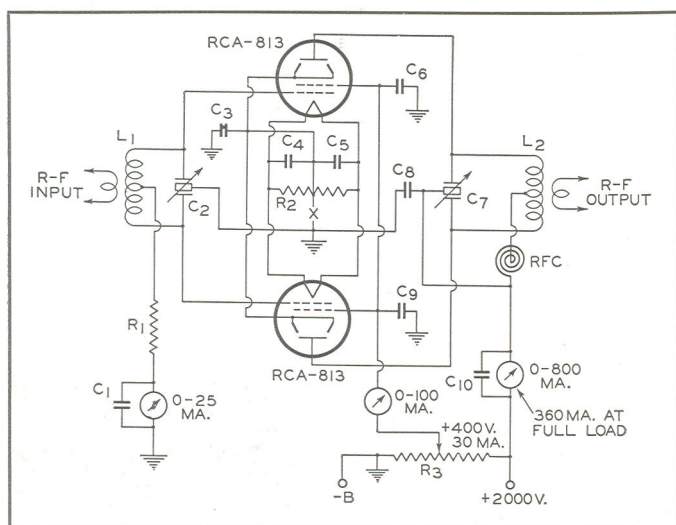 RCA-813
C6
C3
L1
C4
C5
L2
C8
R-F
INPUT
C2
R2
X
C7
R-F
OUTPUT
RFC
C9
R1
RCA-813
C1
0-25
MA.
0-100
MA.
C10
0-800
MA.
+400V.
30 MA.
360 MA. AT
FULL LOAD
R3
-B
+2000V.